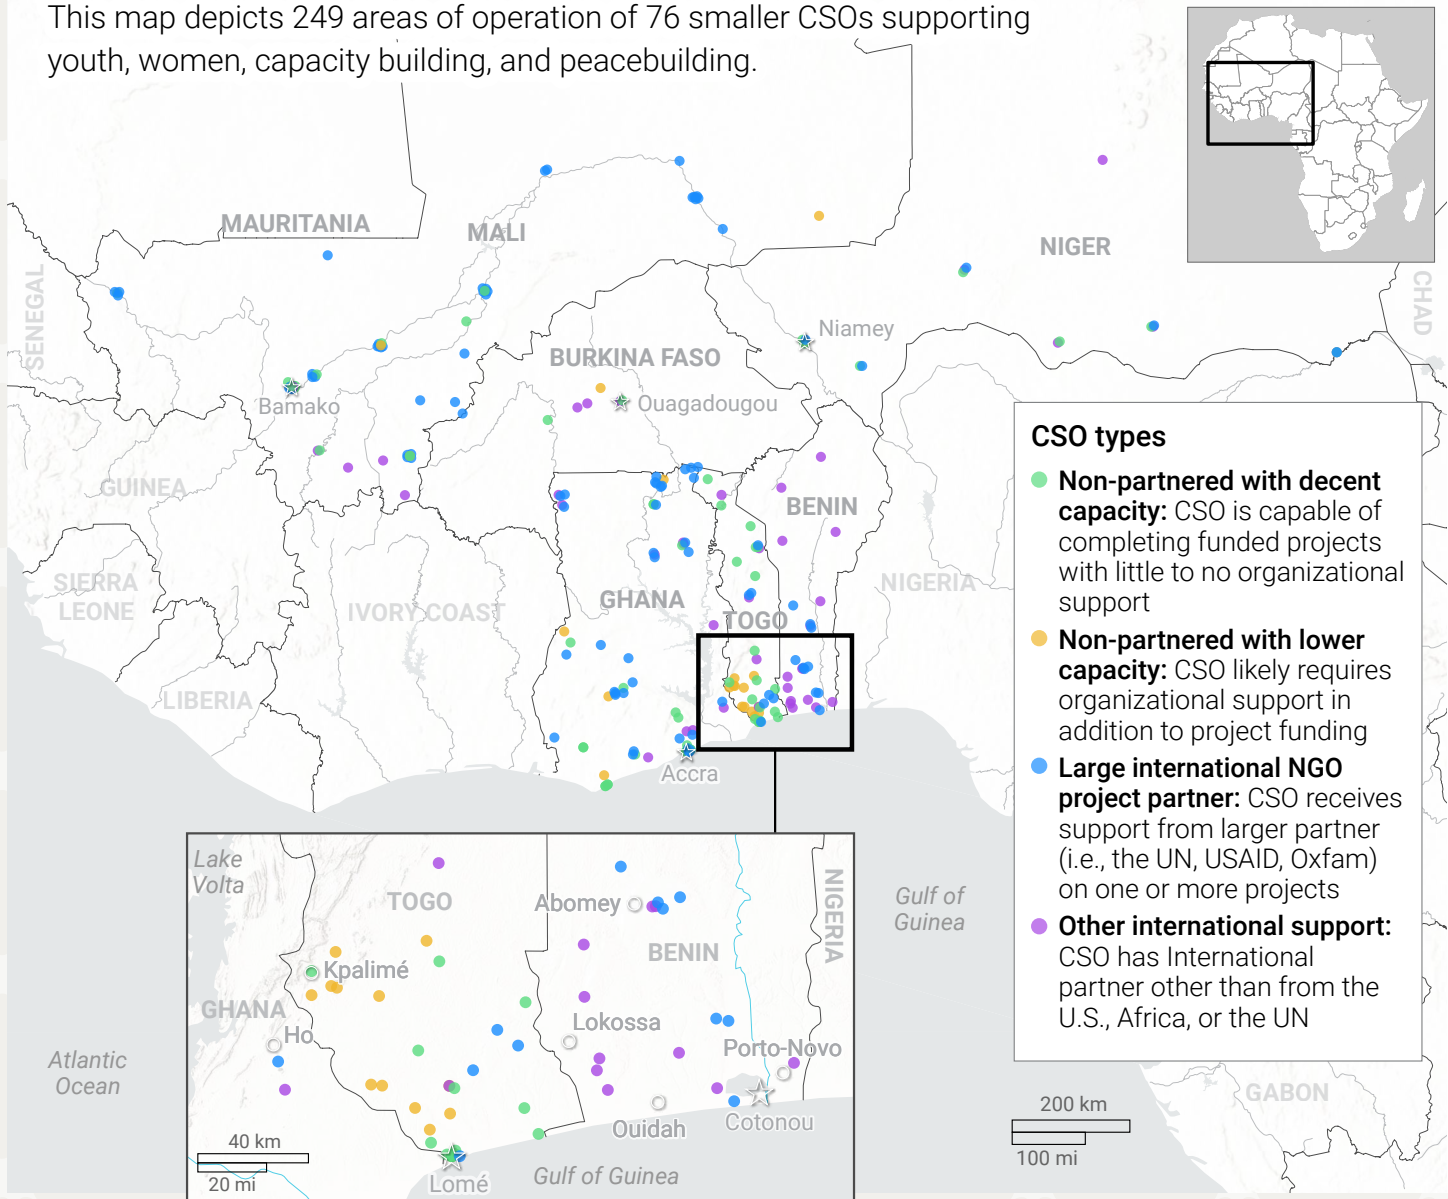 This map depicts 249 areas of operation of 76 smaller CSOs supporting
youth, women, capacity building, and peacebuilding.
MAURITANIA
MALI
NIGER
SENEGAL
CHAD
Niamey
BURKINA FASO
Bamako
Ouagadougou
GUINEA
BENIN
SIERRA
LEONE
IVORY COAST
GHANA
TOGO
NIGERIA
LIBERIA
Accra
CSO types
Non-partnered with decent
capacity: CSO is capable of
completing funded projects
with little to no organizational
support
Non-partnered with lower
capacity: CSO likely requires
organizational support in
addition to project funding
Large international NGO
project partner: CSO receives
support from larger partner
(i.e., the UN, USAID, Oxfam)
on one or more projects
Other international support:
CSO has International
partner other than from the
U.S., Africa, or the UN
Lake
Volta
TOGO
Abomey
NIGERIA
BENIN
Kpalimé
GHANA
Ho
Lokossa
Porto-Novo
Ouidah
Cotonou
40 km
20 mi
Lomé
Gulf of Guinea
Gulf of
Guinea
Atlantic
Ocean
GABON
200 km
100 mi